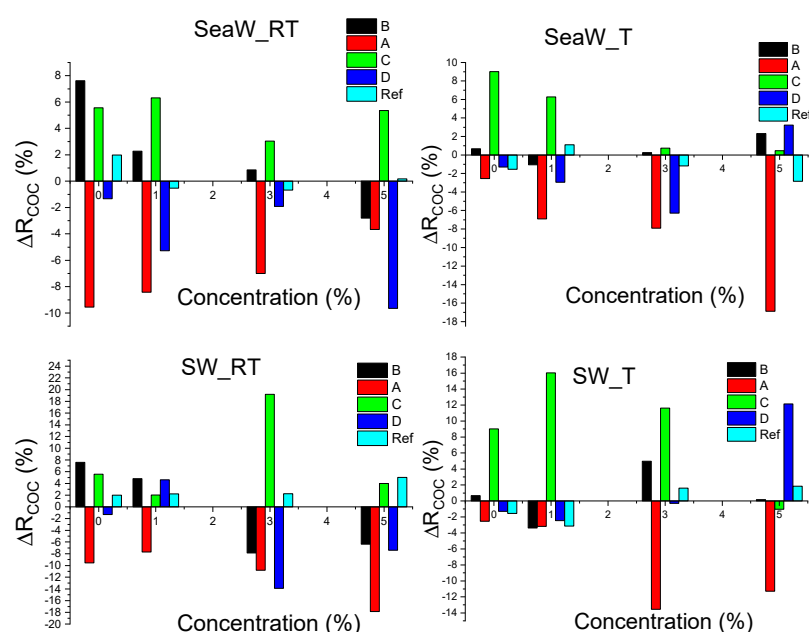 SeaW_RT
B
A
C
D
Ref
8
6
4
2
0
-2
-4
-6
-8
-10
0 1 2 3 4 5
ΔR_COC (%)
Concentration (%)
SeaW_T
B
A
C
D
Ref
10
8
6
4
2
0
-2
-4
-6
-8
-10
-12
-14
-16
-18
0 1 2 3 4 5
ΔR_COC (%)
Concentration (%)
SW_RT
B
A
C
D
Ref
24
22
20
18
16
14
12
10
8
6
4
2
0
-2
-4
-6
-8
-10
-12
-14
-16
-18
-20
0 1 2 3 4 5
ΔR_COC (%)
Concentration (%)
SW_T
B
A
C
D
Ref
18
16
14
12
10
8
6
4
2
0
-2
-4
-6
-8
-10
-12
-14
0 1 2 3 4 5
ΔR_COC (%)
Concentration (%)